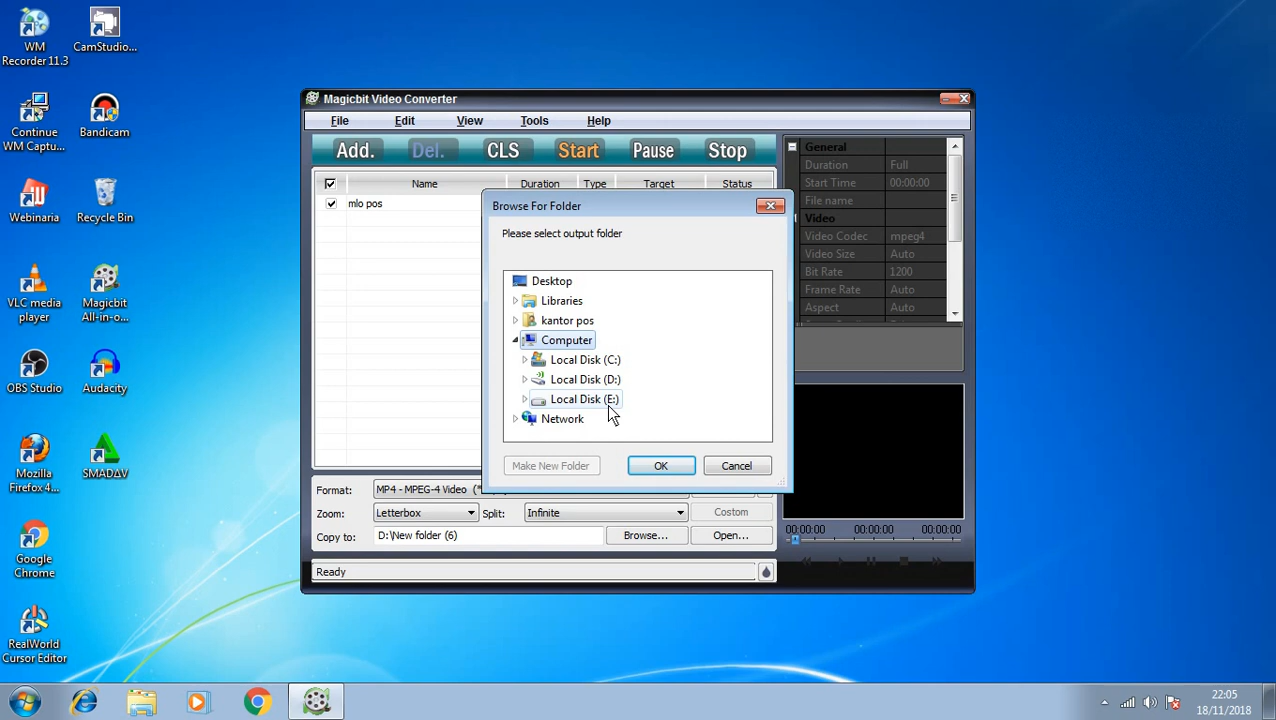 WM
Recorder 11.3
CamStudio...
Continue
WM Captu...
Bandicam
Webinaria
Recycle Bin
VLC media
player
Magicbit
All-in-o...
OBS Studio
Audacity
Mozilla
Firefox 4...
SMADΔV
Google
Chrome
RealWorld
Cursor Editor
Magicbit Video Converter
File Edit View Tools Help
Add. Del. CLS Start Pause Stop
Name Duration Type Target Status
mlo pos
General
Duration Full
Start Time 00:00:00
File name
Video
Video Codec mpeg4
Video Size Auto
Bit Rate 1200
Frame Rate Auto
Aspect Auto
Browse For Folder
Please select output folder
Desktop
Libraries
kantor pos
Computer
Local Disk (C:)
Local Disk (D:)
Local Disk (E:)
Network
Make New Folder OK Cancel
Format: MP4 - MPEG-4 Video (*
Zoom: Letterbox Split: Infinite Custom
Copy to: D:\New folder (6) Browse... Open...
00:00:00 00:00:00 00:00:00
Ready
22:05
18/11/2018